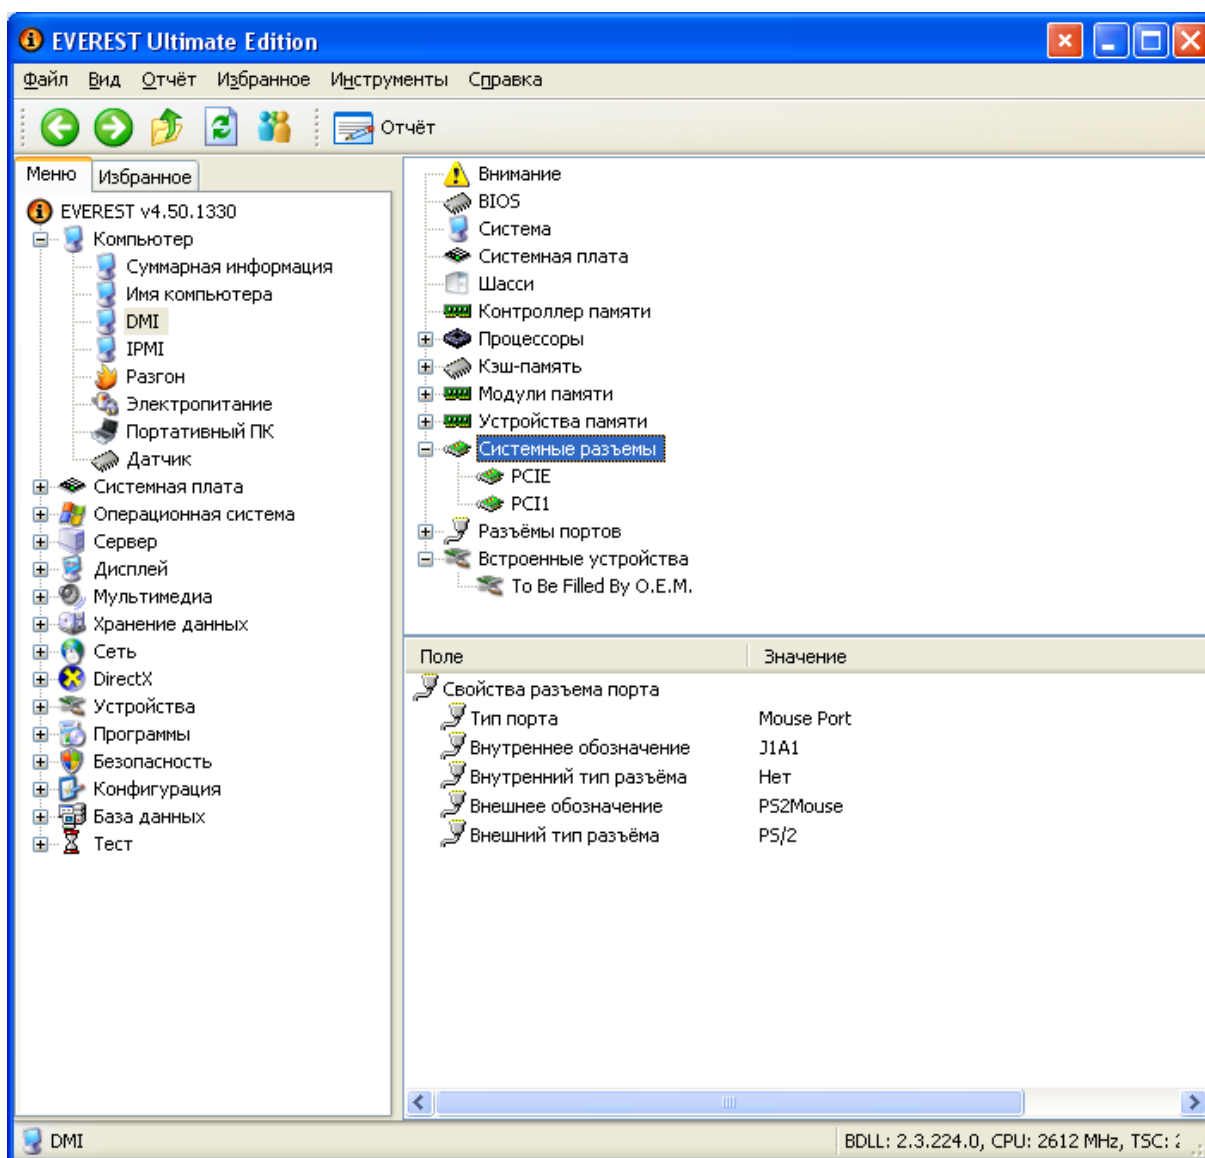 EVEREST Ultimate Edition
Файл Вид Отчёт Избранное Инструменты Справка
Отчёт
Меню Избранное
EVEREST v4.50.1330
Компьютер
Суммарная информация
Имя компьютера
DMI
IPMI
Разгон
Электропитание
Портативный ПК
Датчик
Системная плата
Операционная система
Сервер
Дисплей
Мультимедиа
Хранение данных
Сеть
DirectX
Устройства
Программы
Безопасность
Конфигурация
База данных
Тест
Внимание
BIOS
Система
Системная плата
Шасси
Контроллер памяти
Процессоры
Кэш-память
Модули памяти
Устройства памяти
Системные разъемы
PCIE
PCI1
Разъёмы портов
Встроенные устройства
To Be Filled By O.E.M.
Поле Значение
Свойства разъема порта
Тип порта Mouse Port
Внутреннее обозначение J1A1
Внутренний тип разъёма Нет
Внешнее обозначение PS2Mouse
Внешний тип разъёма PS/2
DMI BDLL: 2.3.224.0, CPU: 2612 MHz, TSC: